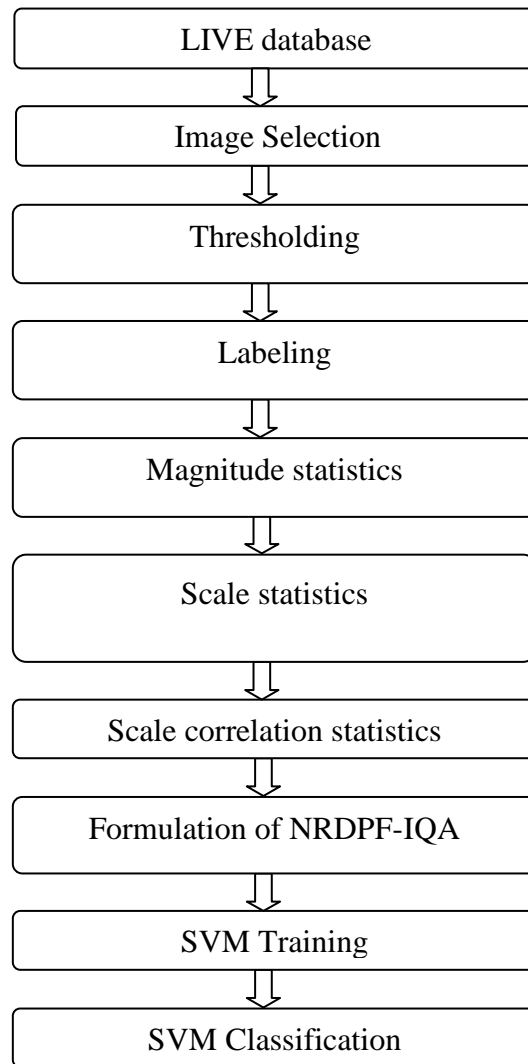 LIVE database
Image Selection
Thresholding
Labeling
Magnitude statistics
Scale statistics
Scale correlation statistics
Formulation of NRDPF-IQA
SVM Training
SVM Classification